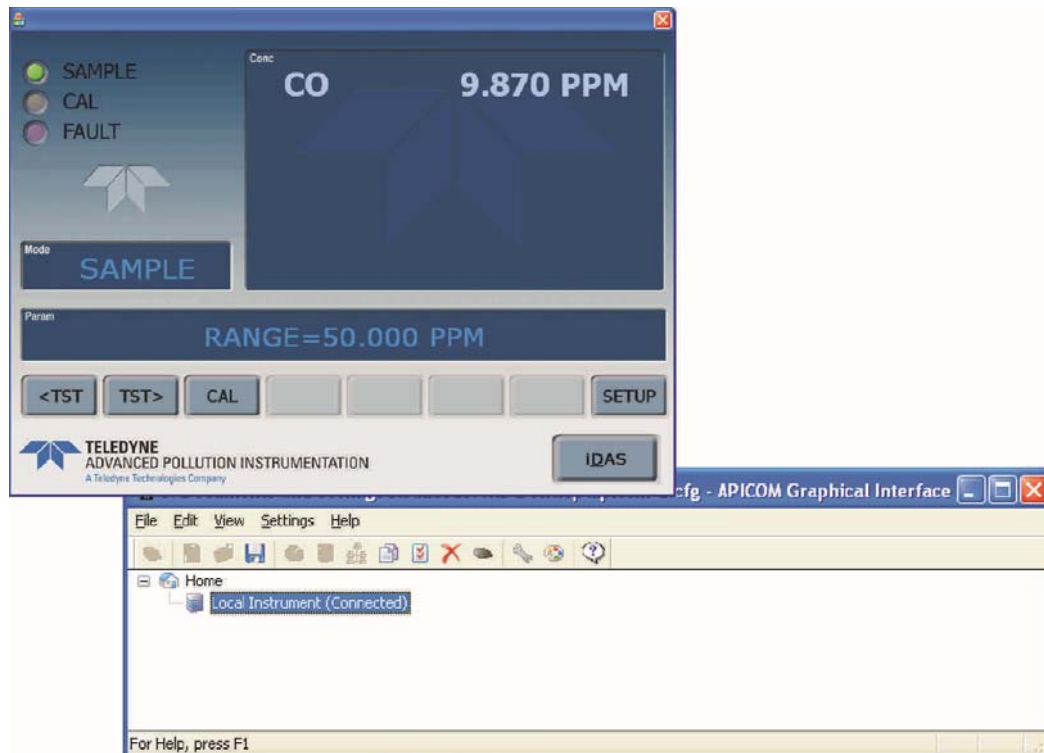 SAMPLE
CAL
FAULT
Conc
CO 9.870 PPM
Mode
SAMPLE
Param
RANGE=50.000 PPM
<TST TST> CAL SETUP
TELEDYNE
ADVANCED POLLUTION INSTRUMENTATION
A Teledyne Technologies Company
iDAS
cfg - APICOM Graphical Interface
File Edit View Settings Help
Home
Local Instrument (Connected)
For Help, press F1